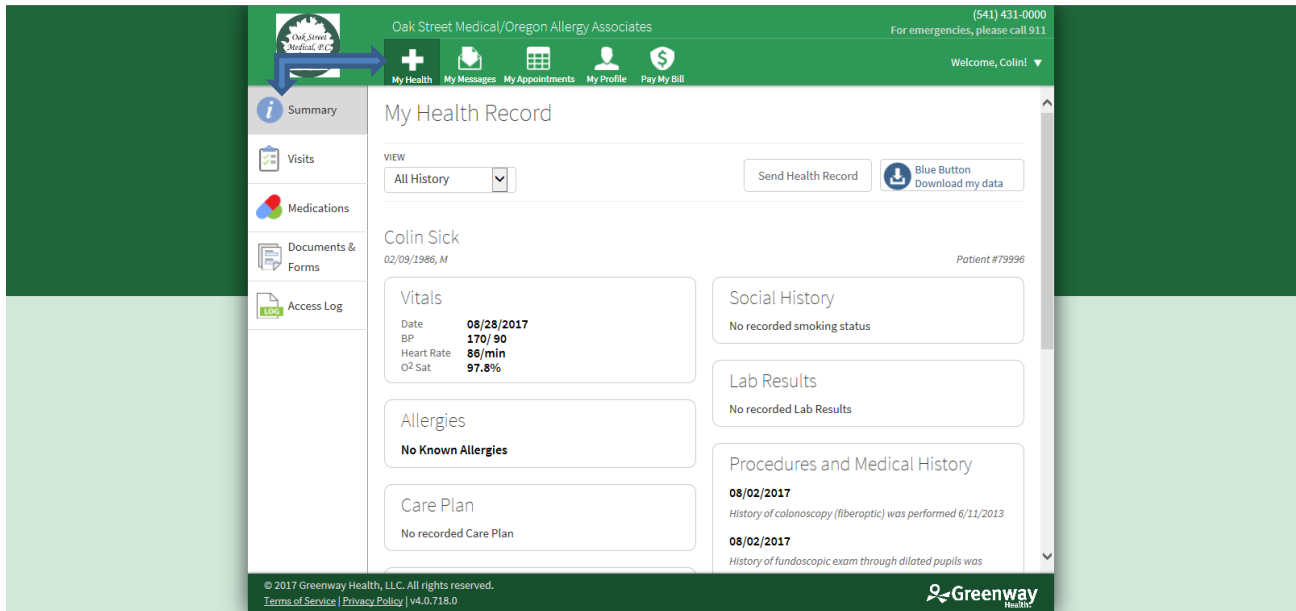 Oak Street
Medical, P.C.
Oak Street Medical/Oregon Allergy Associates
(541) 431-0000
For emergencies, please call 911
My Health
My Messages
My Appointments
My Profile
Pay My Bill
Welcome, Colin! ▼
Summary
Visits
Medications
Documents &
Forms
LOG
Access Log
My Health Record
VIEW
All History
Send Health Record
Blue Button
Download my data
Colin Sick
02/09/1986, M
Patient #79996
Vitals
Date 08/28/2017
BP 170/ 90
Heart Rate 86/min
O2 Sat 97.8%
Allergies
No Known Allergies
Care Plan
No recorded Care Plan
Social History
No recorded smoking status
Lab Results
No recorded Lab Results
Procedures and Medical History
08/02/2017
History of colonoscopy (fiberoptic) was performed 6/11/2013
08/02/2017
History of fundoscopic exam through dilated pupils was
© 2017 Greenway Health, LLC. All rights reserved.
Terms of Service | Privacy Policy | v4.0.718.0
Greenway
Health